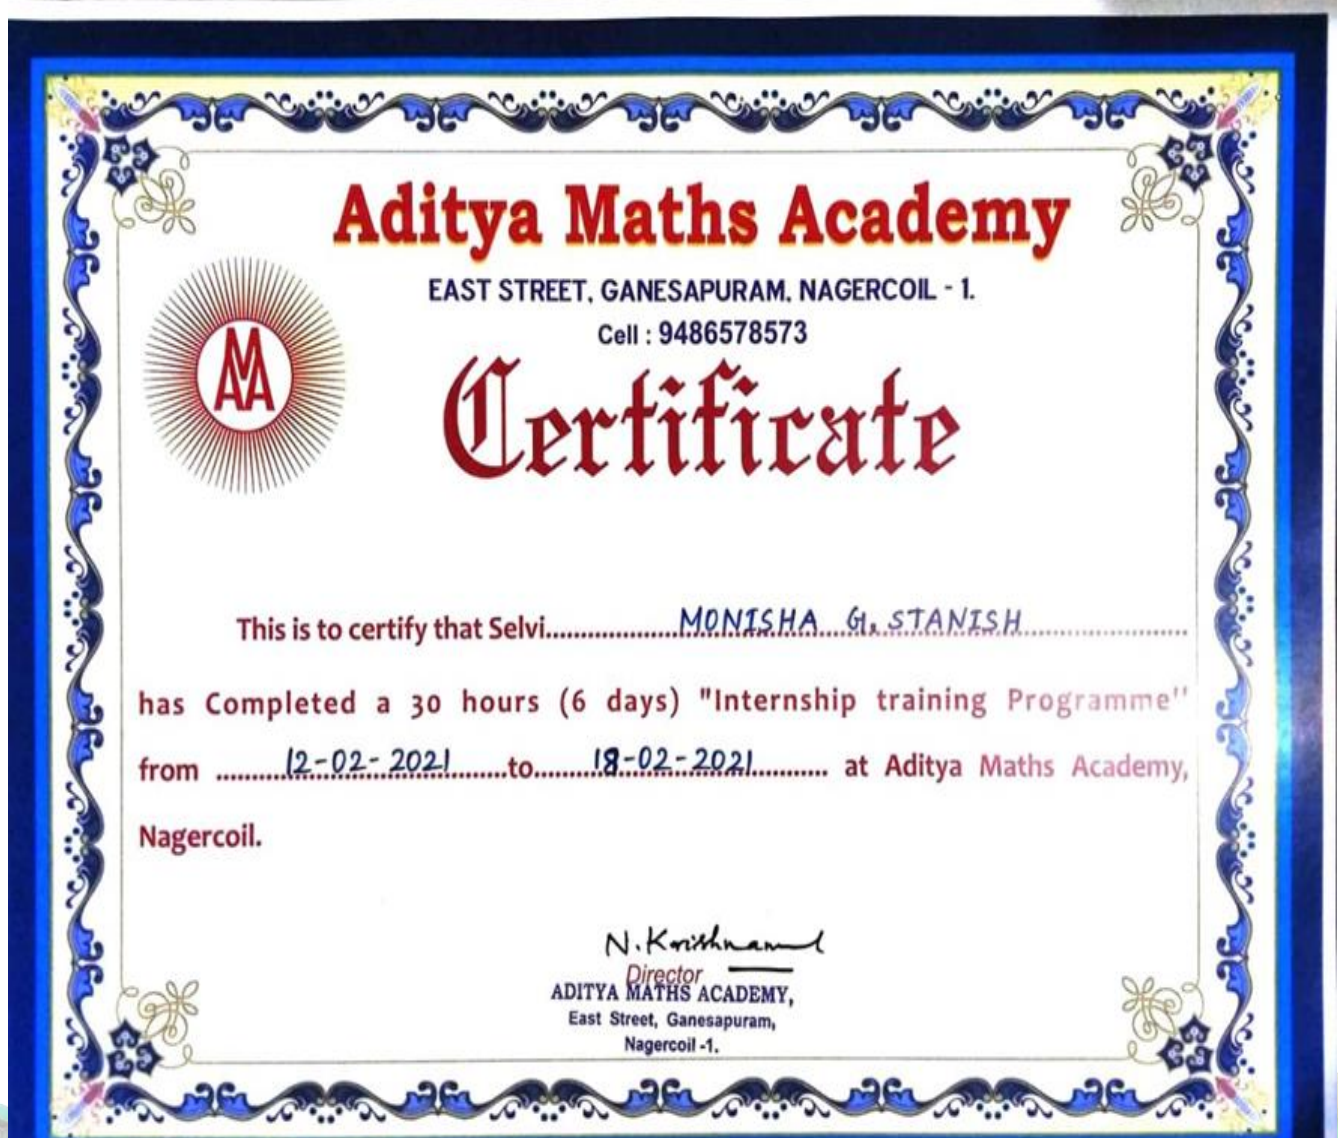 Aditya Maths Academy
EAST STREET, GANESAPURAM, NAGERCOIL - 1.
Cell : 9486578573
MAA
Certificate
This is to certify that Selvi..........MONISHA G. STANISH..........
has Completed a 30 hours (6 days) "Internship training Programme"
from ..........12-02-2021..........to..........18-02-2021.......... at Aditya Maths Academy,
Nagercoil.
N. Krishnan
Director
ADITYA MATHS ACADEMY,
East Street, Ganesapuram,
Nagercoil -1.